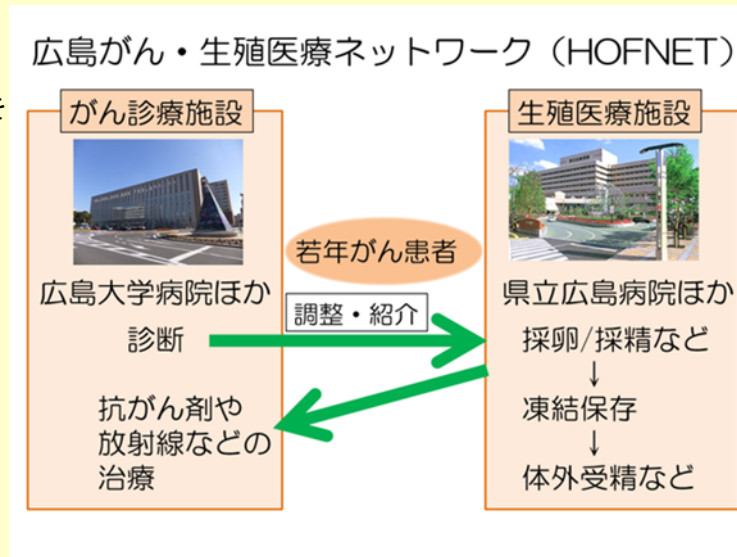 広島がん・生殖医療ネットワーク（HOFNET）
がん診療施設
広島大学病院ほか
診断
抗がん剤や
放射線などの
治療
若年がん患者
調整・紹介
生殖医療施設
県立広島病院ほか
採卵/採精など
↓
凍結保存
↓
体外受精など